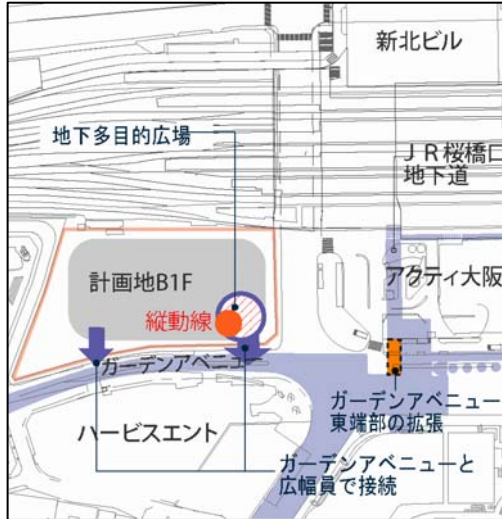 新北ビル
地下多目的広場
JR桜橋口
地下道
計画地B1F
アクティ大阪
縦動線
ガーデンアベニュー
ガーデンアベニュー
東端部の拡張
ハービスエント
ガーデンアベニューと
広幅員で接続